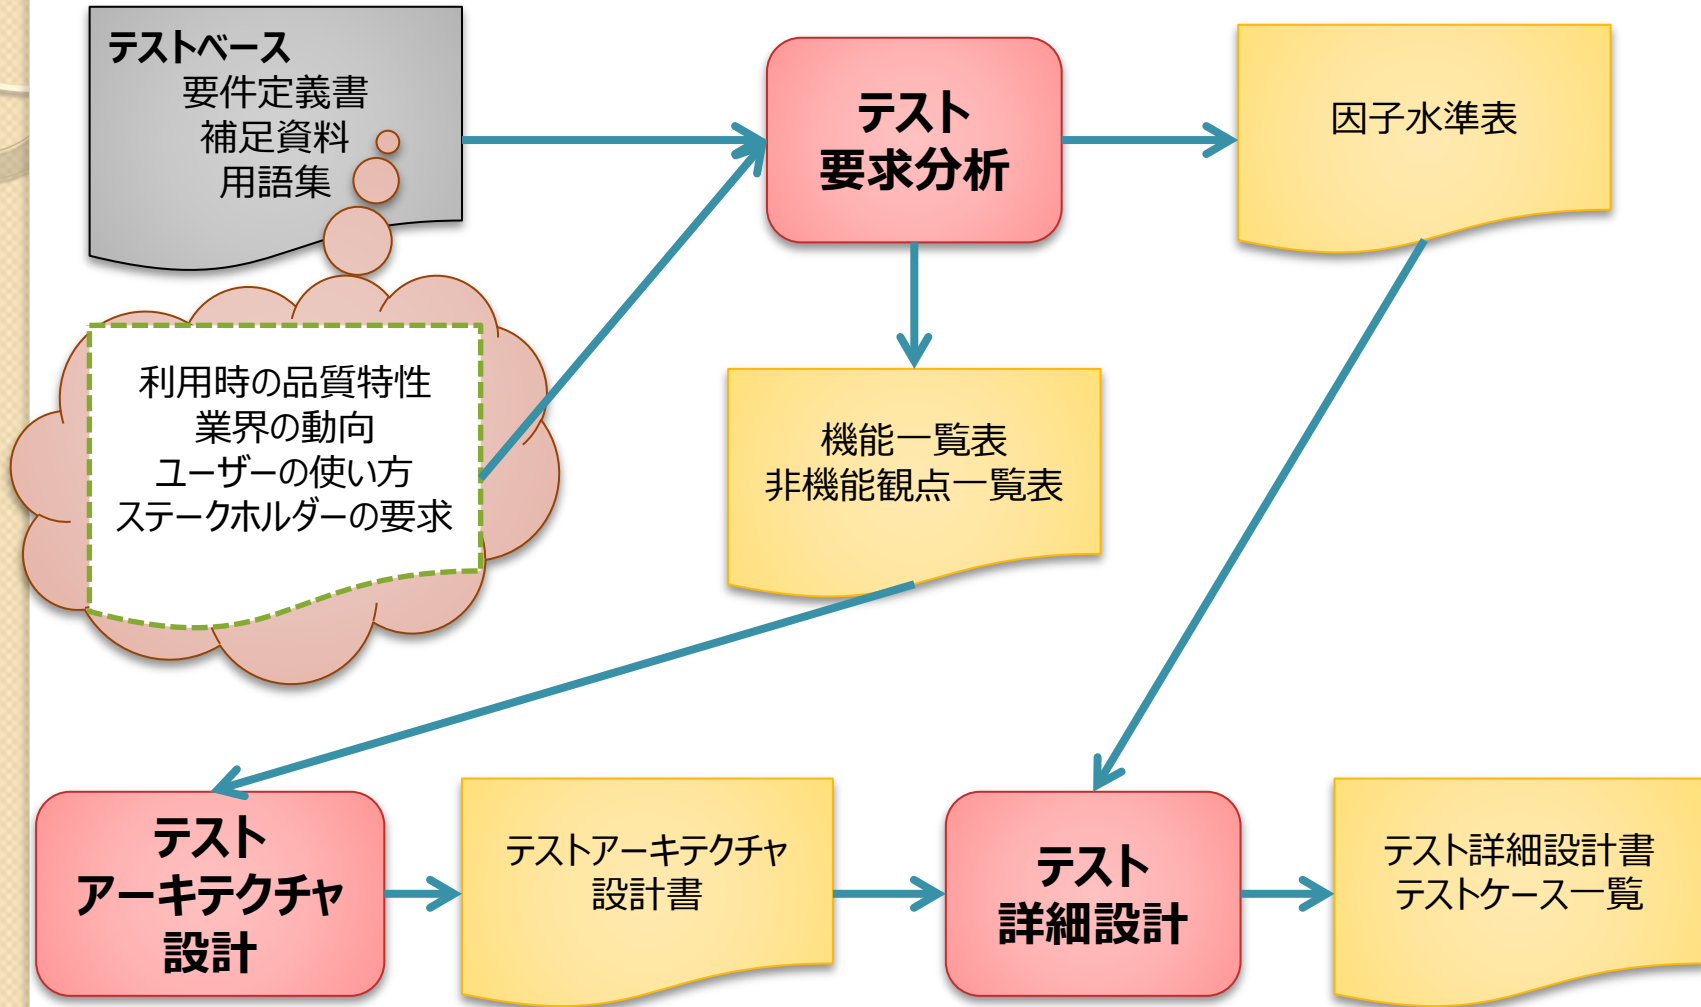 テストベース
要件定義書
補足資料
用語集
テスト
要求分析
因子水準表
利用時の品質特性
業界の動向
ユーザーの使い方
ステークホルダーの要求
機能一覧表
非機能観点一覧表
テスト
アーキテクチャ
設計
テストアーキテクチャ
設計書
テスト
詳細設計
テスト詳細設計書
テストケース一覧